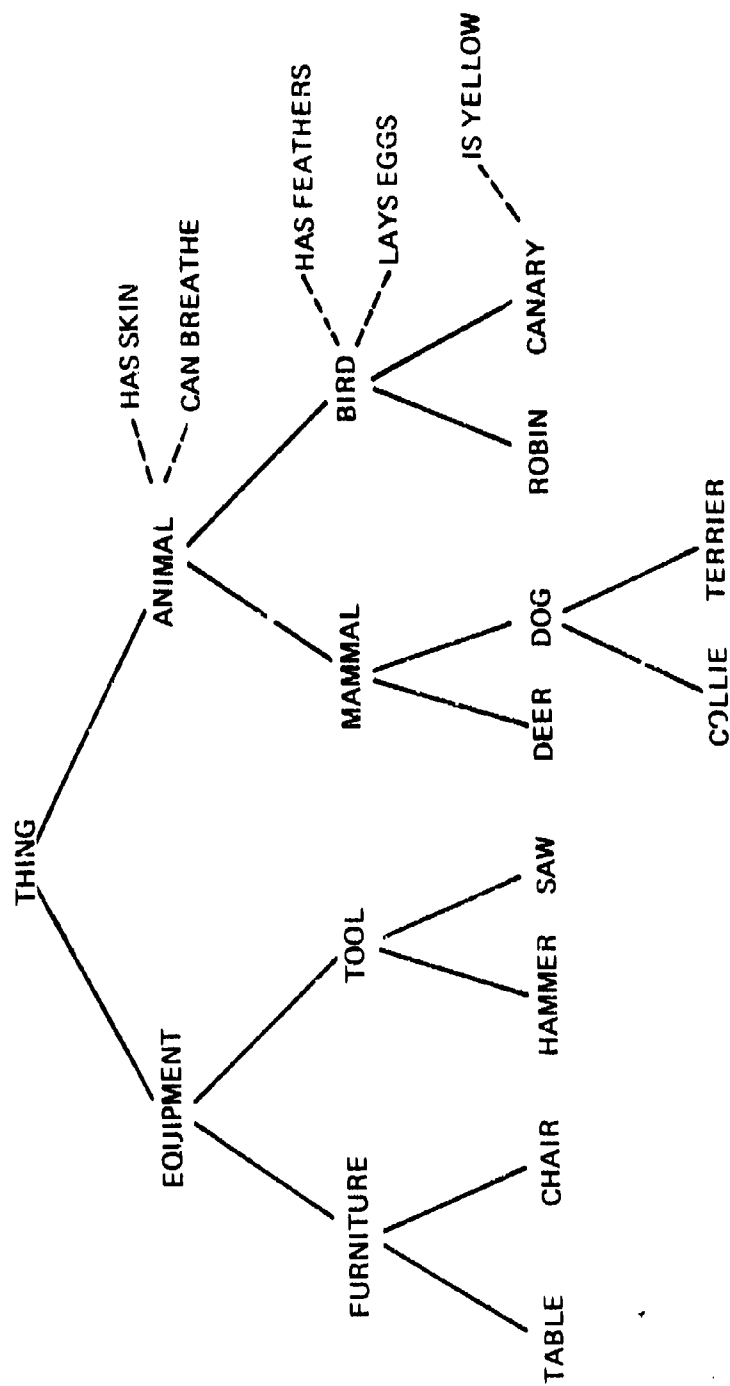 THING
EQUIPMENT
ANIMAL
HAS SKIN
CAN BREATHE
FURNITURE
TOOL
MAMMAL
BIRD
HAS FEATHERS
LAYS EGGS
TABLE
CHAIR
HAMMER
SAW
DEER
DOG
ROBIN
CANARY
IS YELLOW
COLLIE
TERRIER